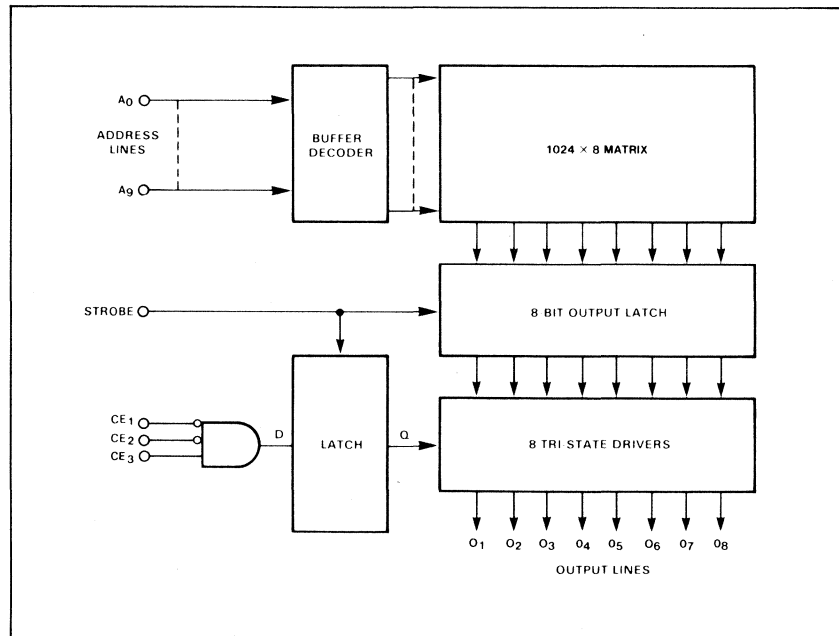 A0
ADDRESS
LINES
A9
BUFFER
DECODER
1024 × 8 MATRIX
STROBE
8 BIT OUTPUT LATCH
CE1
CE2
CE3
D
LATCH
Q
8 TRI-STATE DRIVERS
O1 O2 O3 O4 O5 O6 O7 O8
OUTPUT LINES